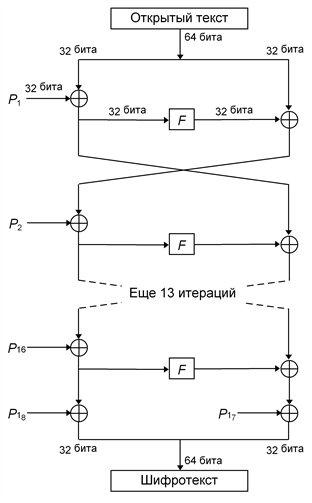 Открытый текст
64 бита
32 бита
32 бита
P1
32 бита
32 бита
F
32 бита
P2
F
Еще 13 итераций
P16
F
P18
P17
32 бита
32 бита
64 бита
Шифротекст